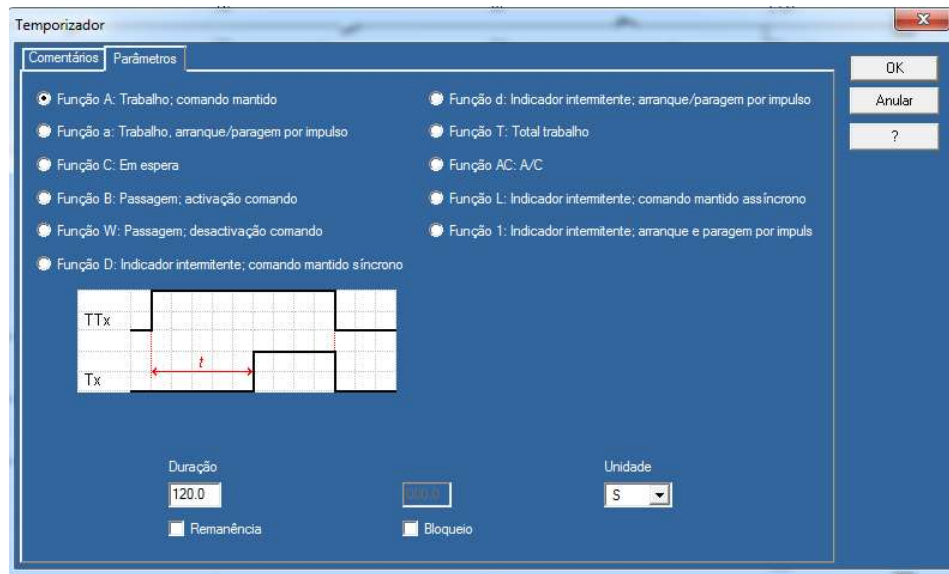 Temporizador
Comentários Parâmetros
OK
Anular
?
Função A: Trabalho; comando mantido
Função a: Trabalho, arranque/paragem por impulso
Função C: Em espera
Função B: Passagem; activação comando
Função W: Passagem; desactivação comando
Função D: Indicador intermitente; comando mantido síncrono
Função d: Indicador intermitente; arranque/paragem por impulso
Função T: Total trabalho
Função AC: A/C
Função L: Indicador intermitente; comando mantido assíncrono
Função 1: Indicador intermitente; arranque e paragem por impuls
TTx
t
Tx
Duração
Unidade
120.0
000.0
S
Remanência
Bloqueio